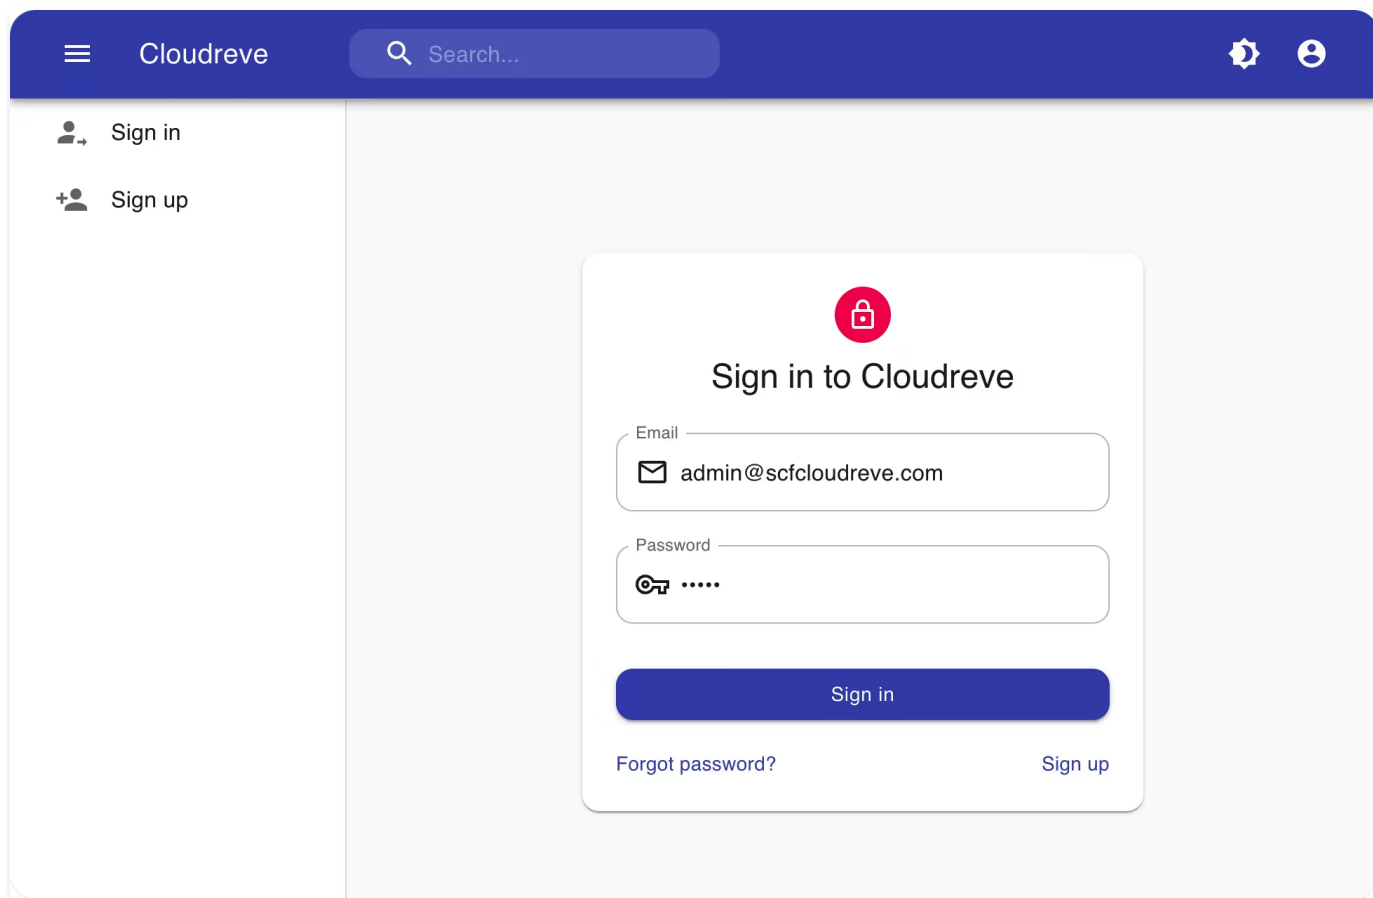 Cloudreve
Search...
Sign in
Sign up
Sign in to Cloudreve
Email
admin@scfcloudreve.com
Password
•••••
Sign in
Forgot password?
Sign up